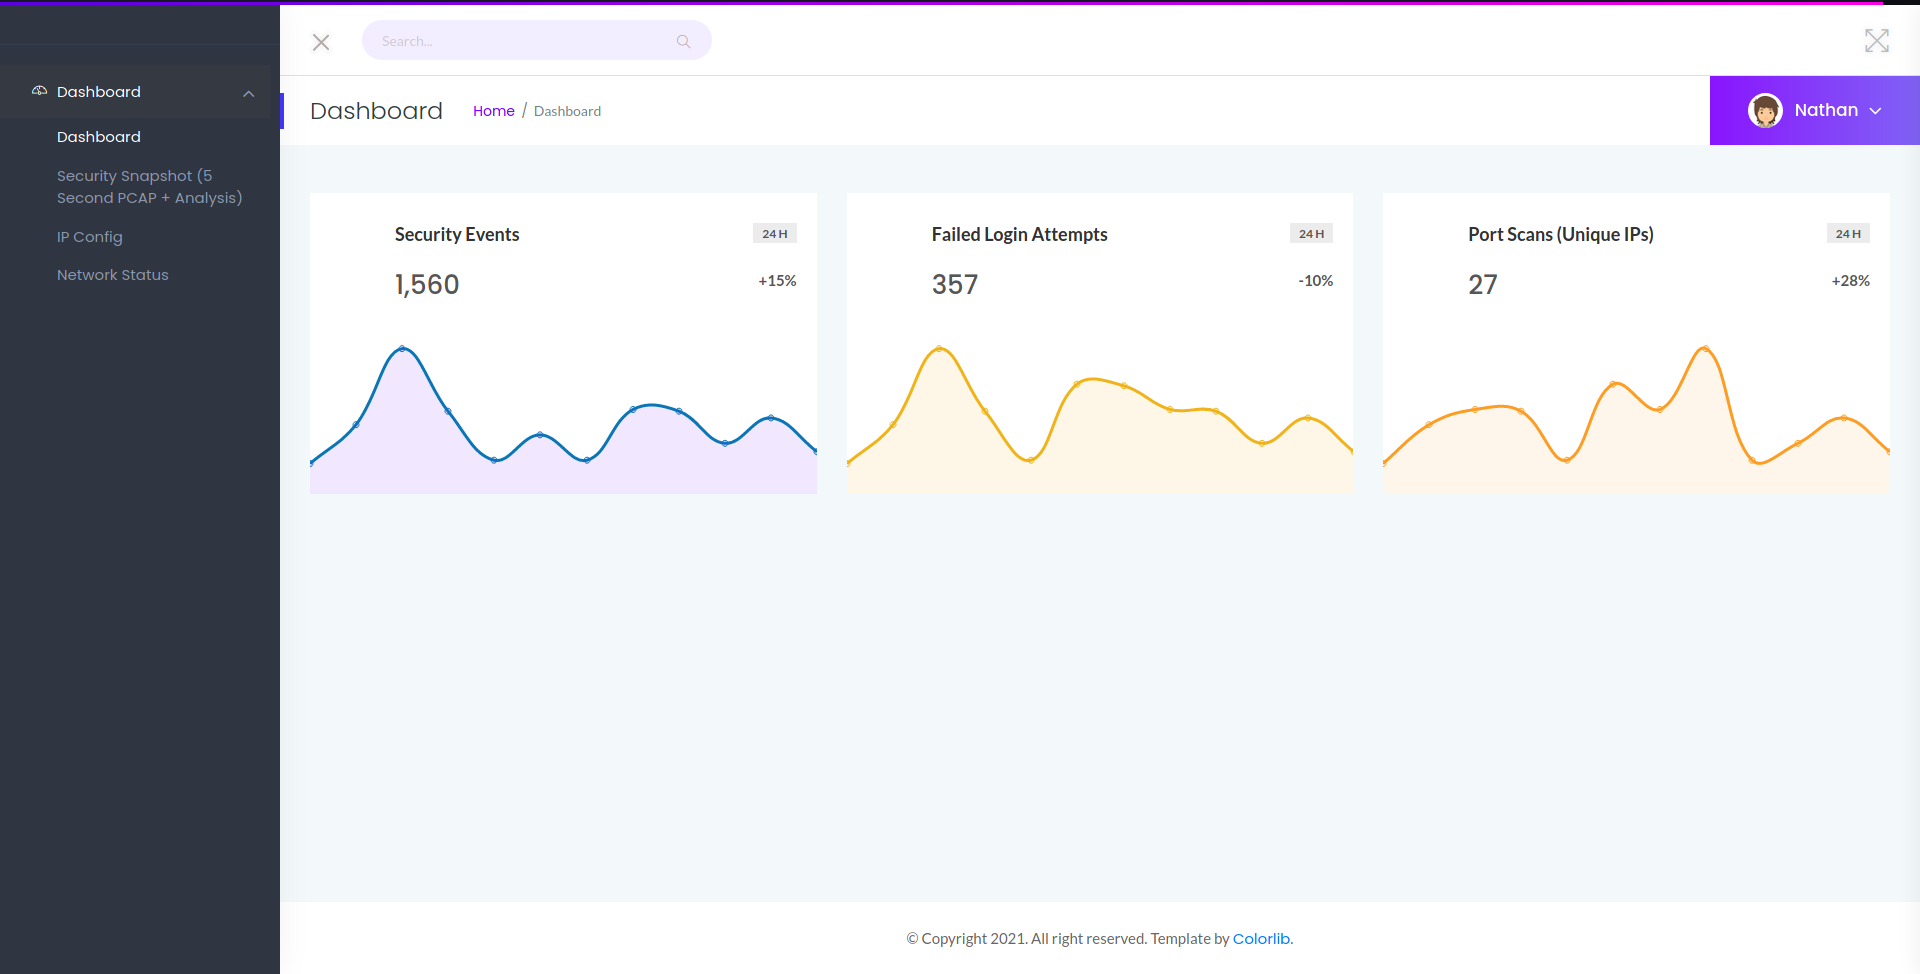 Search...
Dashboard
Dashboard
Security Snapshot (5
Second PCAP + Analysis)
IP Config
Network Status
Dashboard
Home / Dashboard
Nathan
Security Events
24 H
1,560
+15%
Failed Login Attempts
24 H
357
-10%
Port Scans (Unique IPs)
24 H
27
+28%
© Copyright 2021. All right reserved. Template by Colorlib.